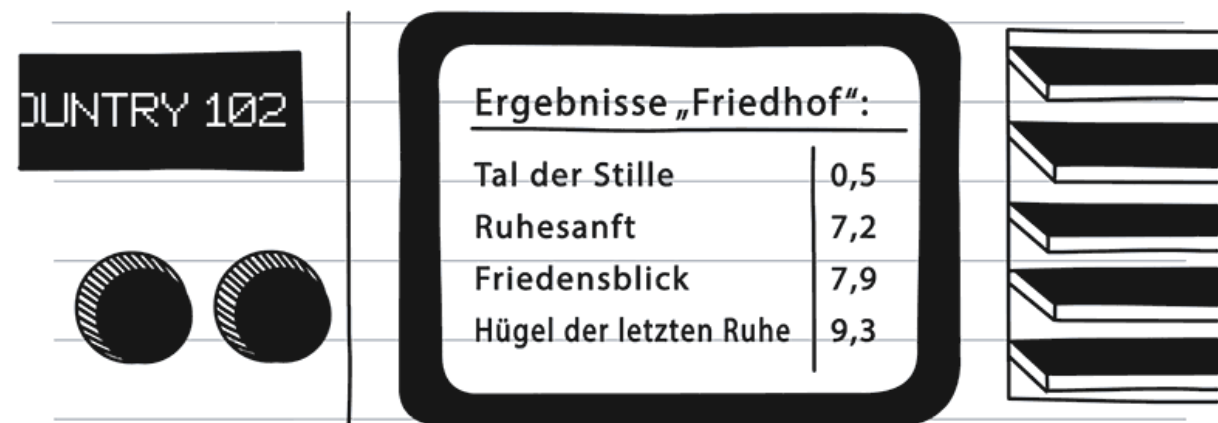 OUNTRY 102
Ergebnisse „Friedhof“:
Tal der Stille 0,5
Ruhesanft 7,2
Friedensblick 7,9
Hügel der letzten Ruhe 9,3